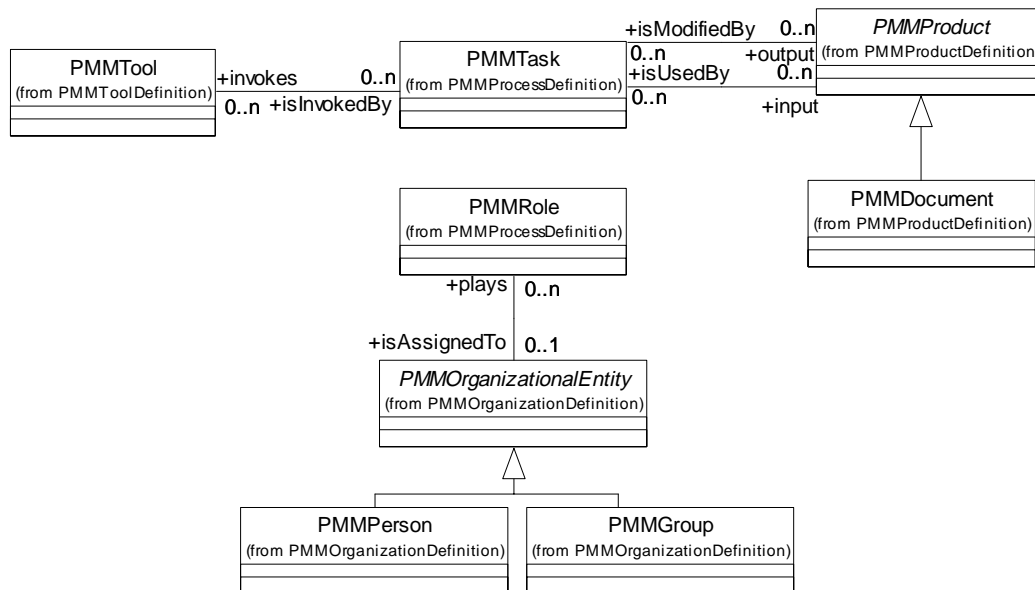 PMMTool
(from PMMToolDefinition)
+invokes
0..n
0..n
+isInvokedBy
PMMTask
(from PMMProcessDefinition)
+isModifiedBy
0..n
0..n
+output
+isUsedBy
0..n
0..n
+input
PMMProduct
(from PMMProductDefinition
PMMDocument
(from PMMProductDefinition)
PMMRole
(from PMMProcessDefinition)
+plays
0..n
+isAssignedTo
0..1
PMMOrganizationalEntity
(from PMMOrganizationDefinition)
PMMPerson
(from PMMOrganizationDefinition)
PMMGroup
(from PMMOrganizationDefinition)